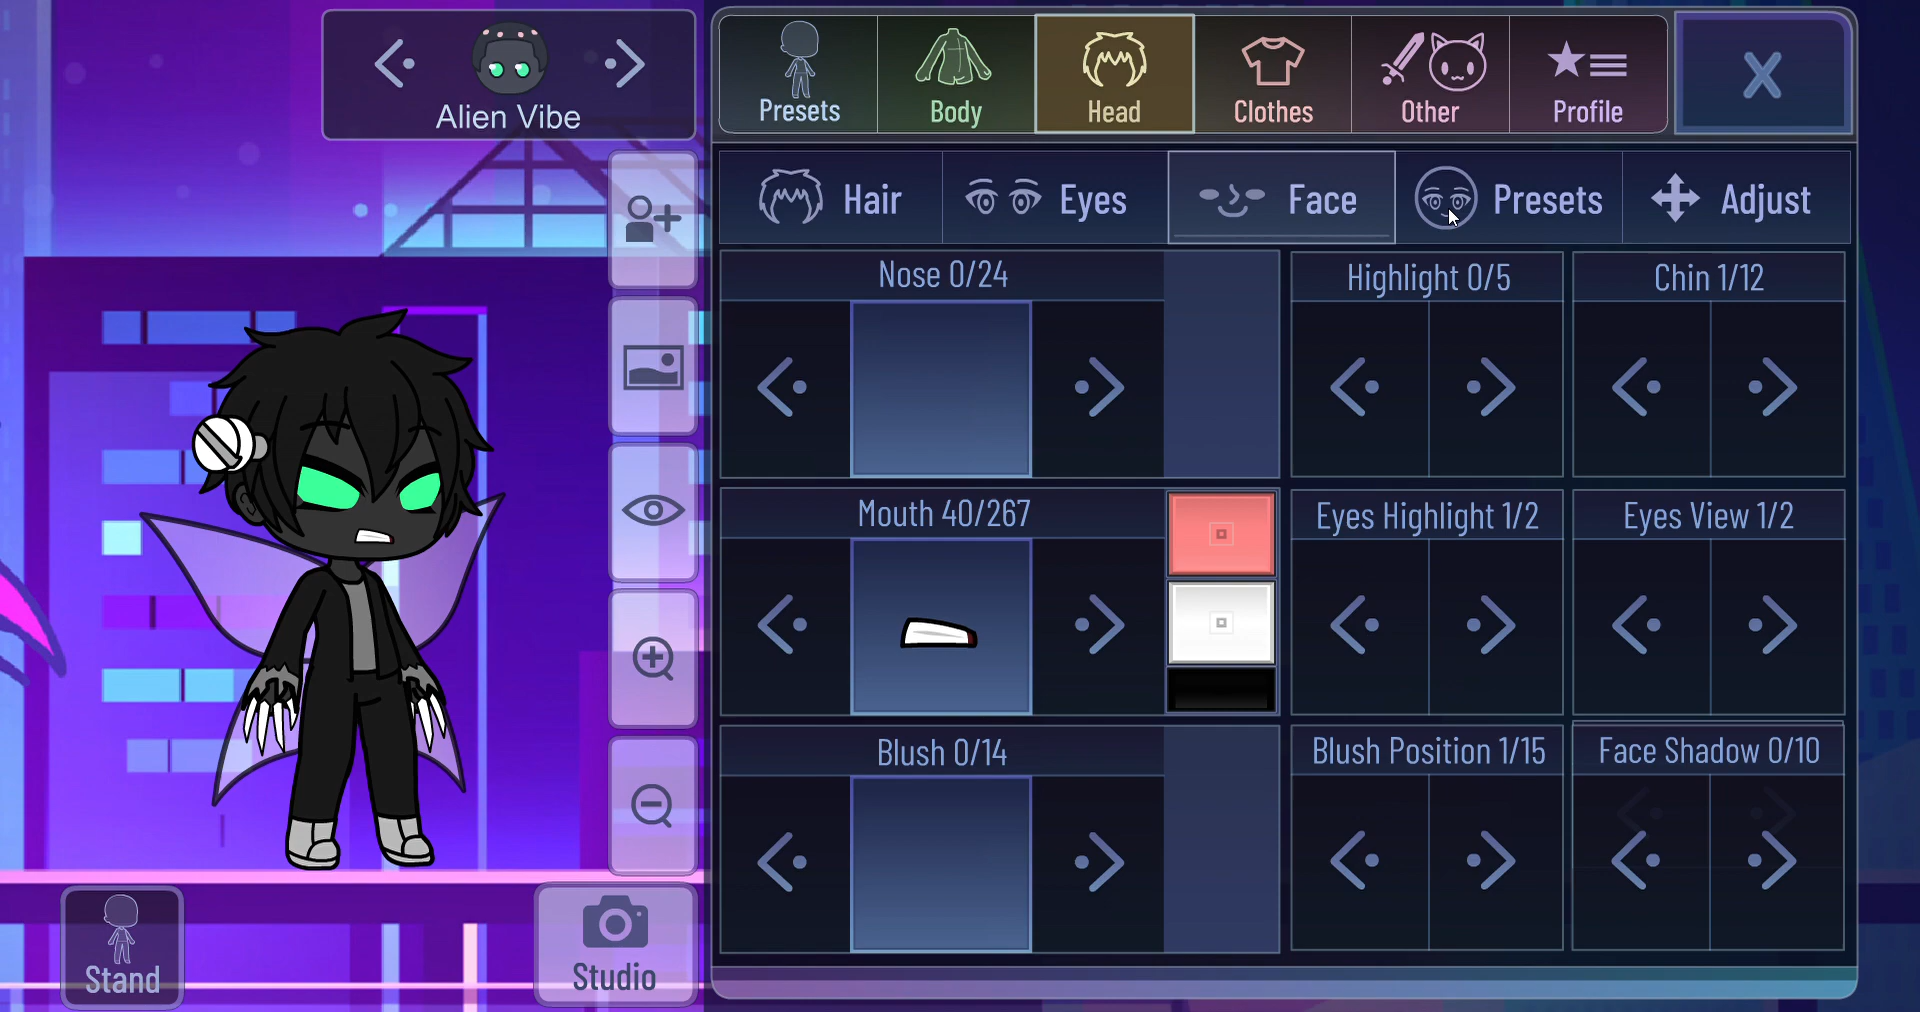 Alien Vibe
Presets
Body
Head
Clothes
Other
Profile
X
Hair
Eyes
Face
Presets
Adjust
Nose 0/24
Highlight 0/5
Chin 1/12
Mouth 40/267
Eyes Highlight 1/2
Eyes View 1/2
Blush 0/14
Blush Position 1/15
Face Shadow 0/10
Stand
Studio